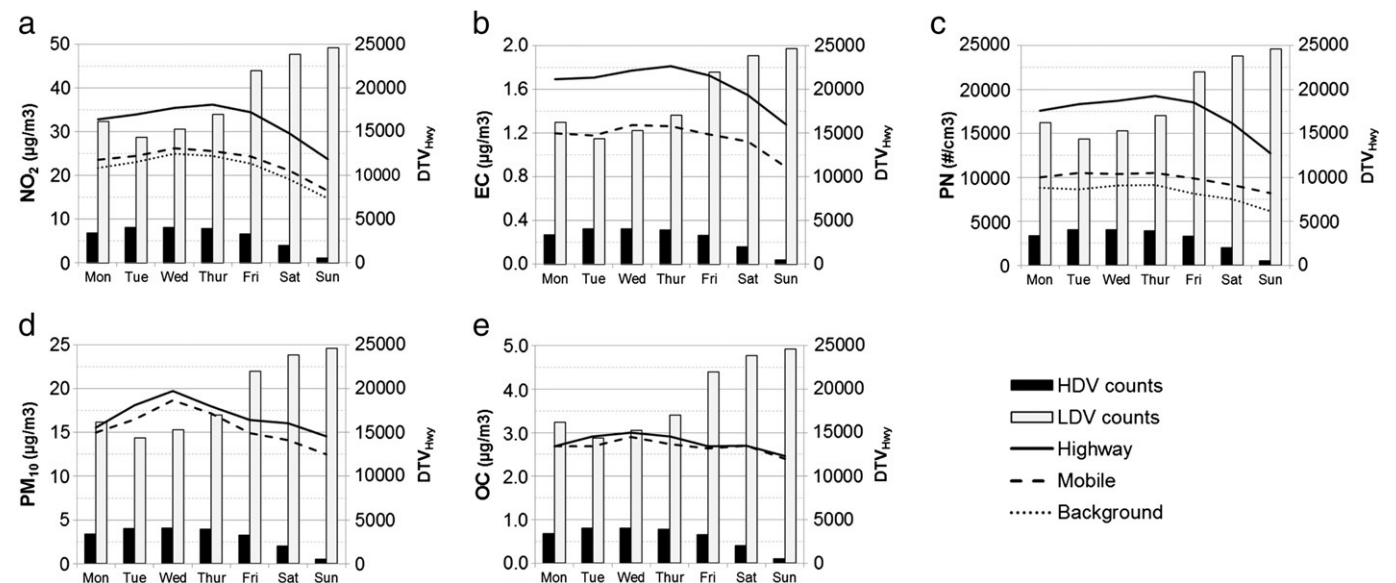 a
NO₂ (µg/m3)
50
40
30
20
10
0
25000
20000
15000
10000
5000
0
DTV_Hwy
Mon Tue Wed Thur Fri Sat Sun
b
EC (µg/m3)
2.0
1.6
1.2
0.8
0.4
0.0
25000
20000
15000
10000
5000
0
DTV_Hwy
Mon Tue Wed Thur Fri Sat Sun
c
PN (#/cm3)
25000
20000
15000
10000
5000
0
25000
20000
15000
10000
5000
0
DTV_Hwy
Mon Tue Wed Thur Fri Sat Sun
d
PM₁₀ (µg/m3)
25
20
15
10
5
0
25000
20000
15000
10000
5000
0
DTV_Hwy
Mon Tue Wed Thur Fri Sat Sun
e
OC (µg/m3)
5.0
4.0
3.0
2.0
1.0
0.0
25000
20000
15000
10000
5000
0
DTV_Hwy
Mon Tue Wed Thur Fri Sat Sun
HDV counts
LDV counts
Highway
Mobile
Background